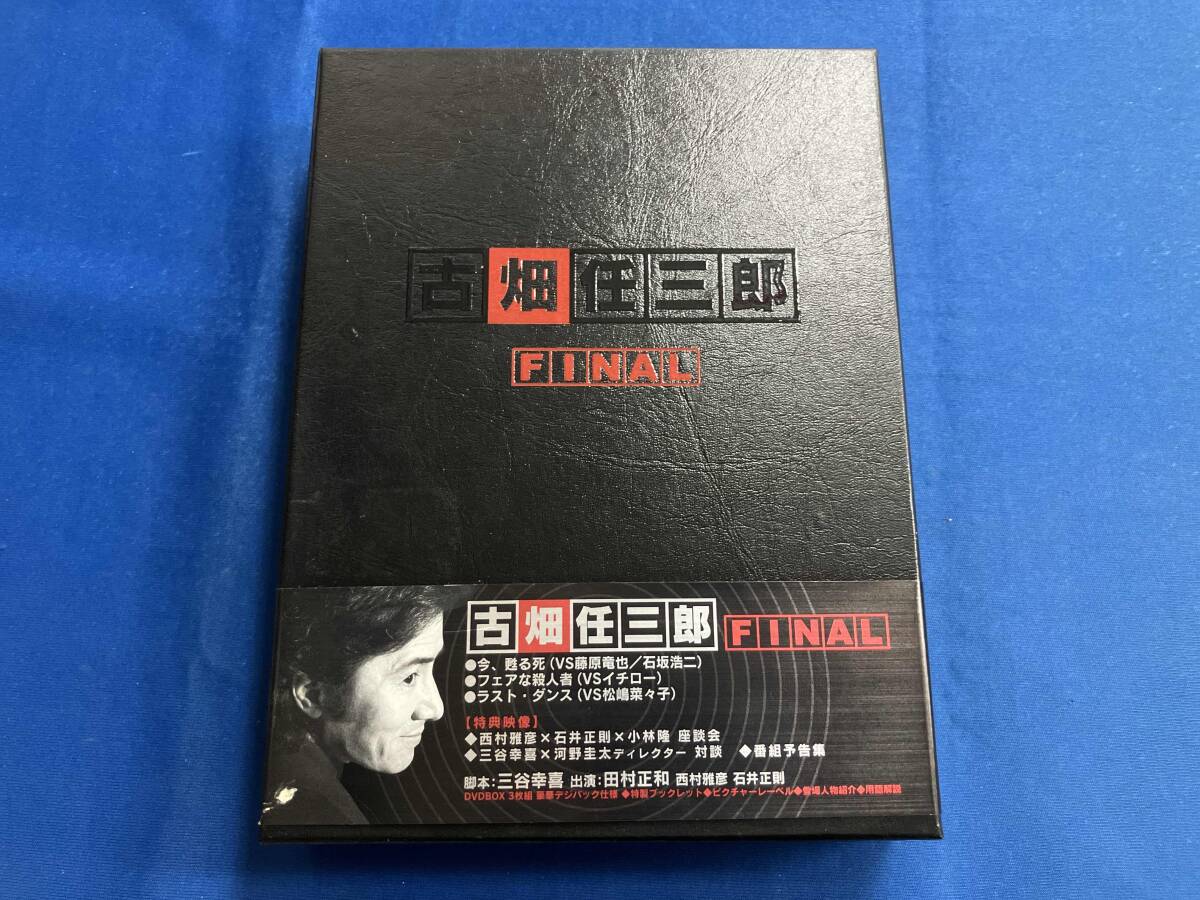 古畑任三郎
FINAL
古畑任三郎 FINAL
●今、甦る死（VS藤原竜也／石坂浩二）
●フェアな殺人者（VSイチロー）
●ラスト・ダンス（VS松嶋菜々子）
【特典映像】
◆西村雅彦×石井正則×小林隆 座談会
◆三谷幸喜×河野圭太ディレクター 対談 ◆番組予告集
脚本：三谷幸喜 出演：田村正和 西村雅彦 石井正則
DVDBOX 3枚組 豪華デジパック仕様 ◆特製ブックレット◆ピクチャーレーベル◆登場人物紹介◆用語解説